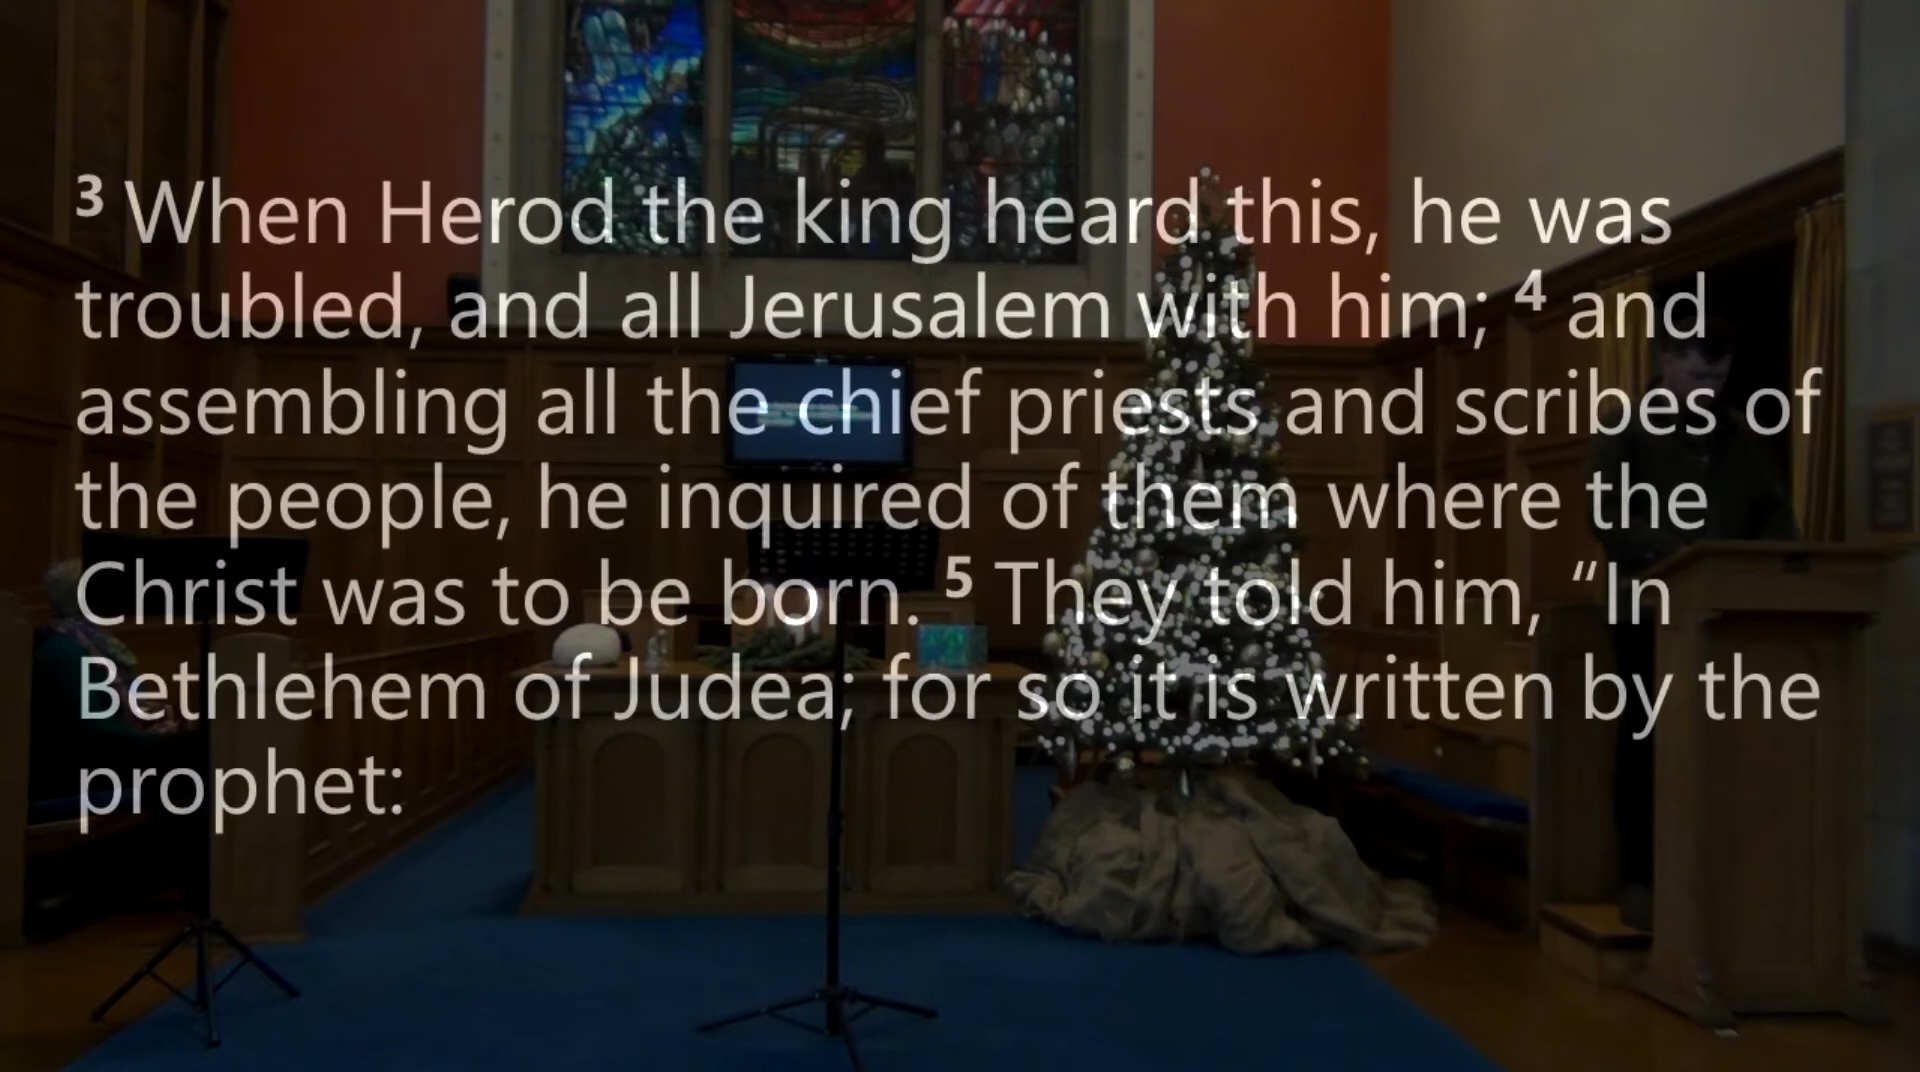 3 When Herod the king heard this, he was
troubled, and all Jerusalem with him; 4 and
assembling all the chief priests and scribes of
the people, he inquired of them where the
Christ was to be born. 5 They told him, “In
Bethlehem of Judea; for so it is written by the
prophet: